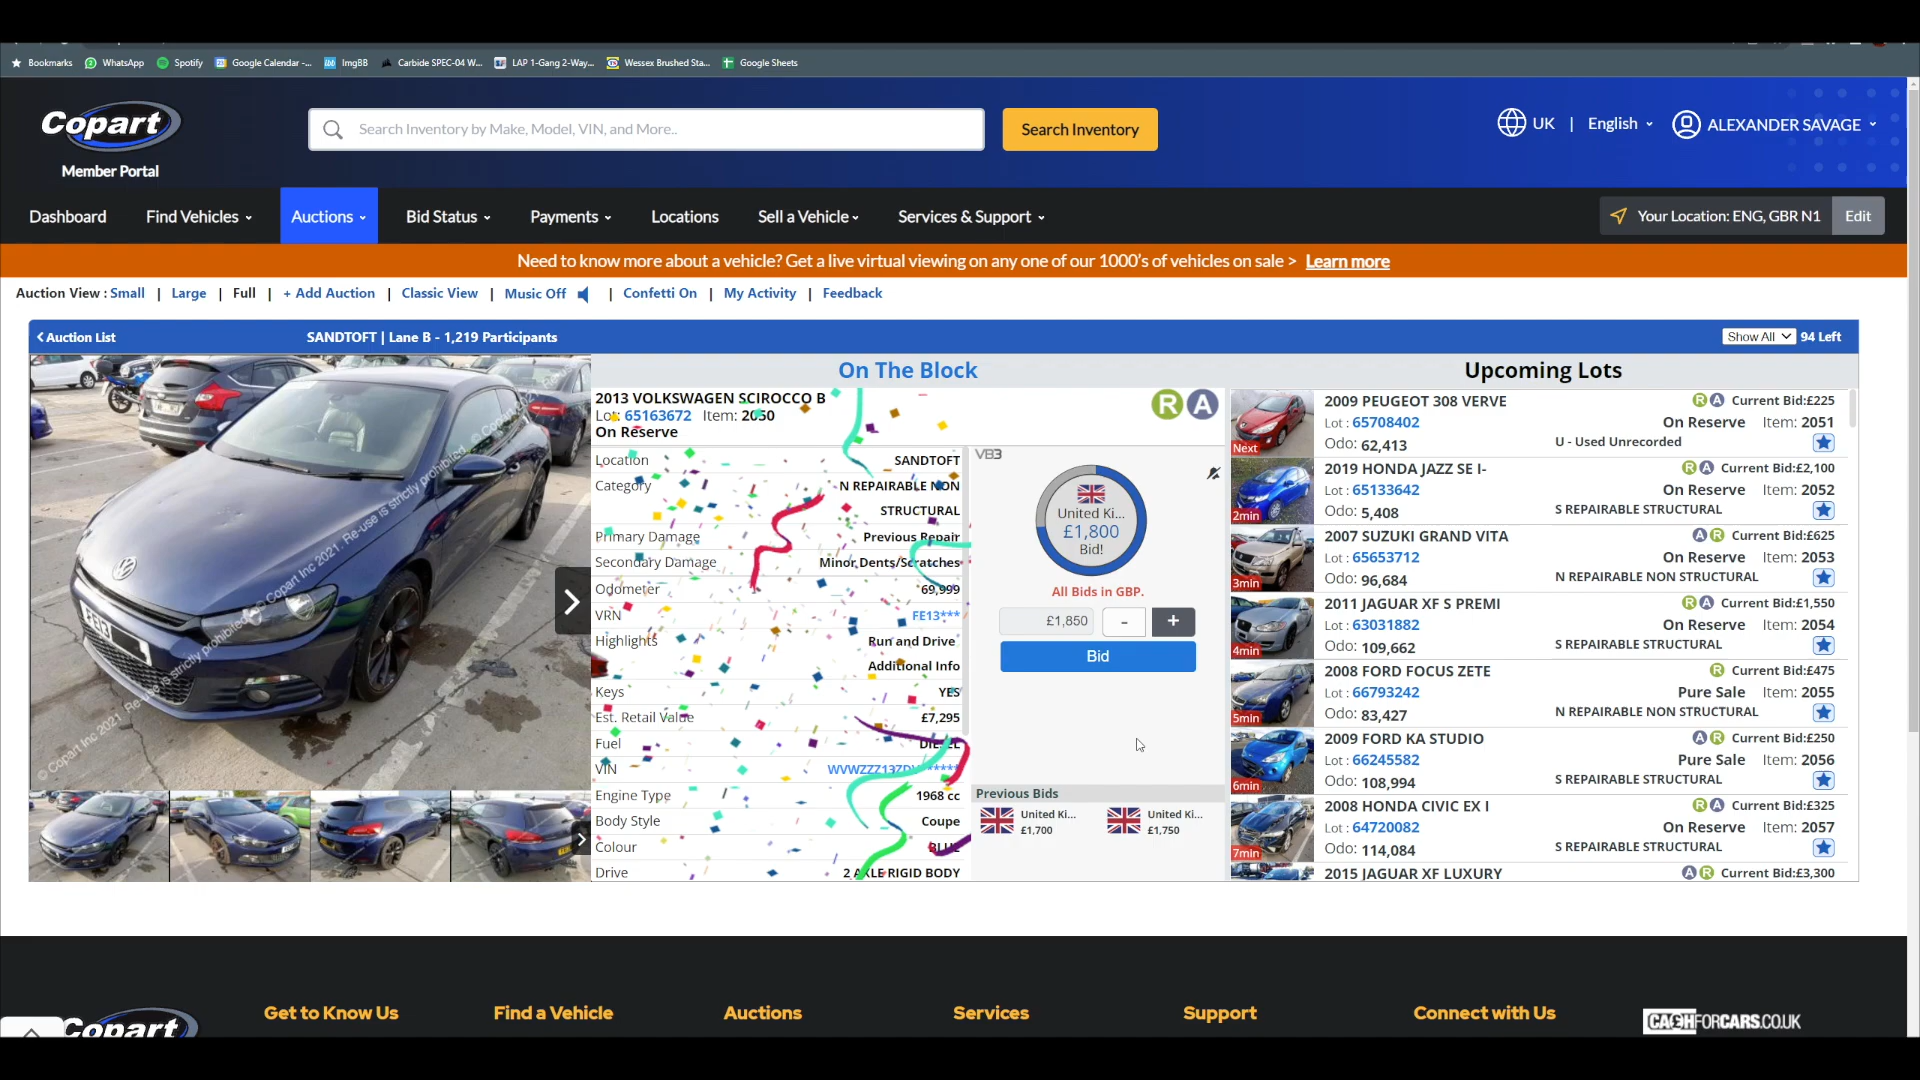 Bookmarks WhatsApp Spotify Google Calendar -... ImgBB Carbide SPEC-04 W... LAP 1-Gang 2-Way... Wessex Brushed Sta... Google Sheets
Copart
Member Portal
Search Inventory by Make, Model, VIN, and More..
Search Inventory
UK | English
ALEXANDER SAVAGE
Dashboard Find Vehicles Auctions Bid Status Payments Locations Sell a Vehicle Services & Support
Your Location: ENG, GBR N1 Edit
Need to know more about a vehicle? Get a live virtual viewing on any one of our 1000's of vehicles on sale > Learn more
Auction View : Small | Large | Full | + Add Auction | Classic View | Music Off | Confetti On | My Activity | Feedback
Auction List
SANDTOFT | Lane B - 1,219 Participants
Show All 94 Left
© Copart Inc 2021. Re-use is strictly prohibited.
FE13
On The Block
2013 VOLKSWAGEN SCIROCCO B
Lot 65163672 Item: 2050
On Reserve
R A
Location SANDTOFT
Category N REPAIRABLE NON
STRUCTURAL
Primary Damage Previous Repair
Secondary Damage Minor Dents/Scratches
Odometer 69,999
VRN FE13***
Highlights Run and Drive
Additional Info
Keys YES
Est. Retail Value £7,295
Fuel DIESEL
VIN
Engine Type 1968 cc
Body Style Coupe
Colour BLUE
Drive 2 AXLE RIGID BODY
VB3
United Ki...
£1,800
Bid!
All Bids in GBP.
£1,850 - +
Bid
Previous Bids
United Ki... United Ki...
£1,700 £1,750
Upcoming Lots
2009 PEUGEOT 308 VERVE R A Current Bid:£225
Lot : 65708402 On Reserve Item: 2051
Next Odo: 62,413 U - Used Unrecorded
2019 HONDA JAZZ SE I- R A Current Bid:£2,100
Lot : 65133642 On Reserve Item: 2052
2min Odo: 5,408 S REPAIRABLE STRUCTURAL
2007 SUZUKI GRAND VITA A R Current Bid:£625
Lot : 65653712 On Reserve Item: 2053
3min Odo: 96,684 N REPAIRABLE NON STRUCTURAL
2011 JAGUAR XF S PREMI R A Current Bid:£1,550
Lot : 63031882 On Reserve Item: 2054
4min Odo: 109,662 S REPAIRABLE STRUCTURAL
2008 FORD FOCUS ZETE R Current Bid:£475
Lot : 66793242 Pure Sale Item: 2055
5min Odo: 83,427 N REPAIRABLE NON STRUCTURAL
2009 FORD KA STUDIO A R Current Bid:£250
Lot : 66245582 Pure Sale Item: 2056
6min Odo: 108,994 S REPAIRABLE STRUCTURAL
2008 HONDA CIVIC EX I R A Current Bid:£325
Lot : 64720082 On Reserve Item: 2057
7min Odo: 114,084 S REPAIRABLE STRUCTURAL
2015 JAGUAR XF LUXURY A R Current Bid:£3,300
Copart
Get to Know Us Find a Vehicle Auctions Services Support Connect with Us
CA£HFORCARS.CO.UK